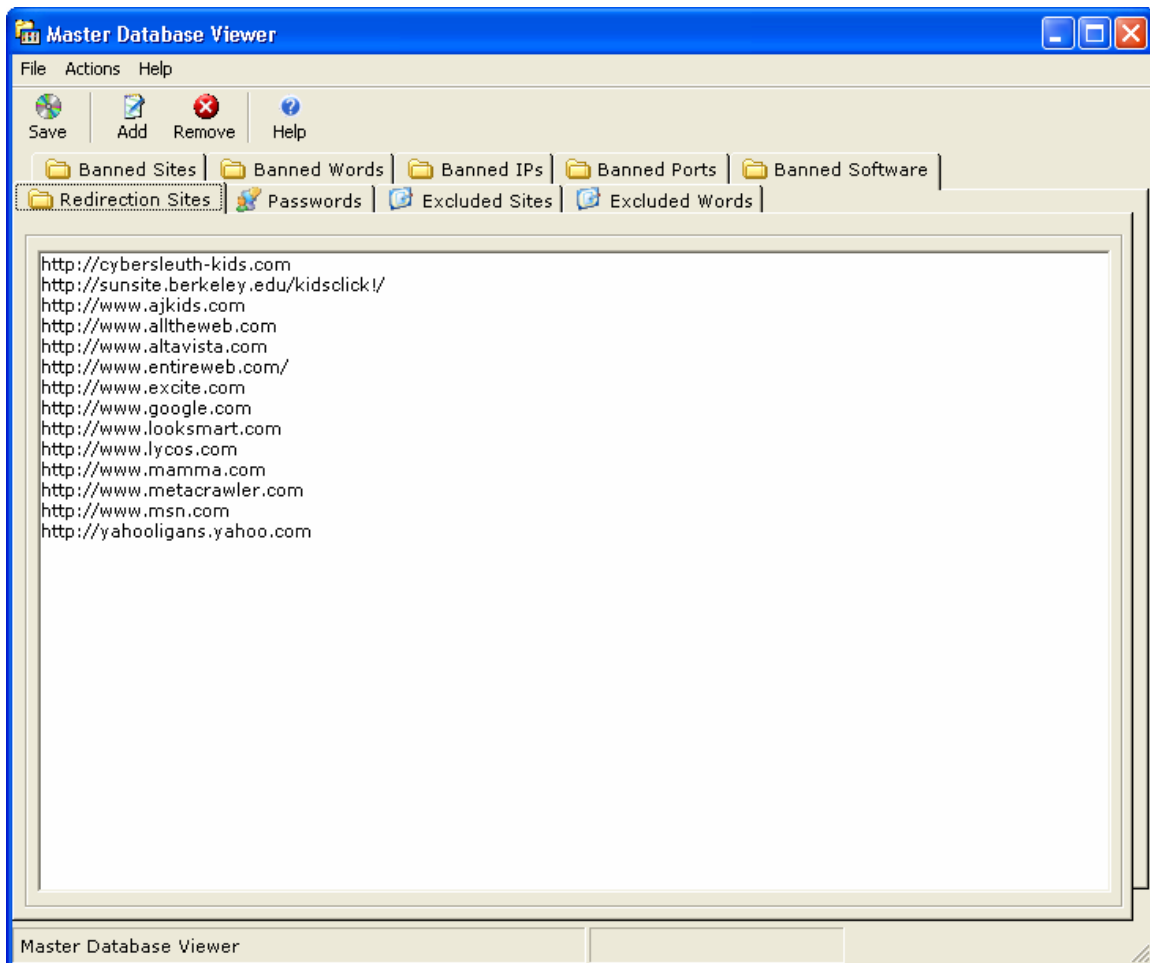 Master Database Viewer
File Actions Help
Save Add Remove Help
Banned Sites Banned Words Banned IPs Banned Ports Banned Software
Redirection Sites Passwords Excluded Sites Excluded Words
http://cybersleuth-kids.com
http://sunsite.berkeley.edu/kidsclick!/
http://www.ajkids.com
http://www.alltheweb.com
http://www.altavista.com
http://www.entireweb.com/
http://www.excite.com
http://www.google.com
http://www.looksmart.com
http://www.lycos.com
http://www.mamma.com
http://www.metacrawler.com
http://www.msn.com
http://yahooligans.yahoo.com
Master Database Viewer